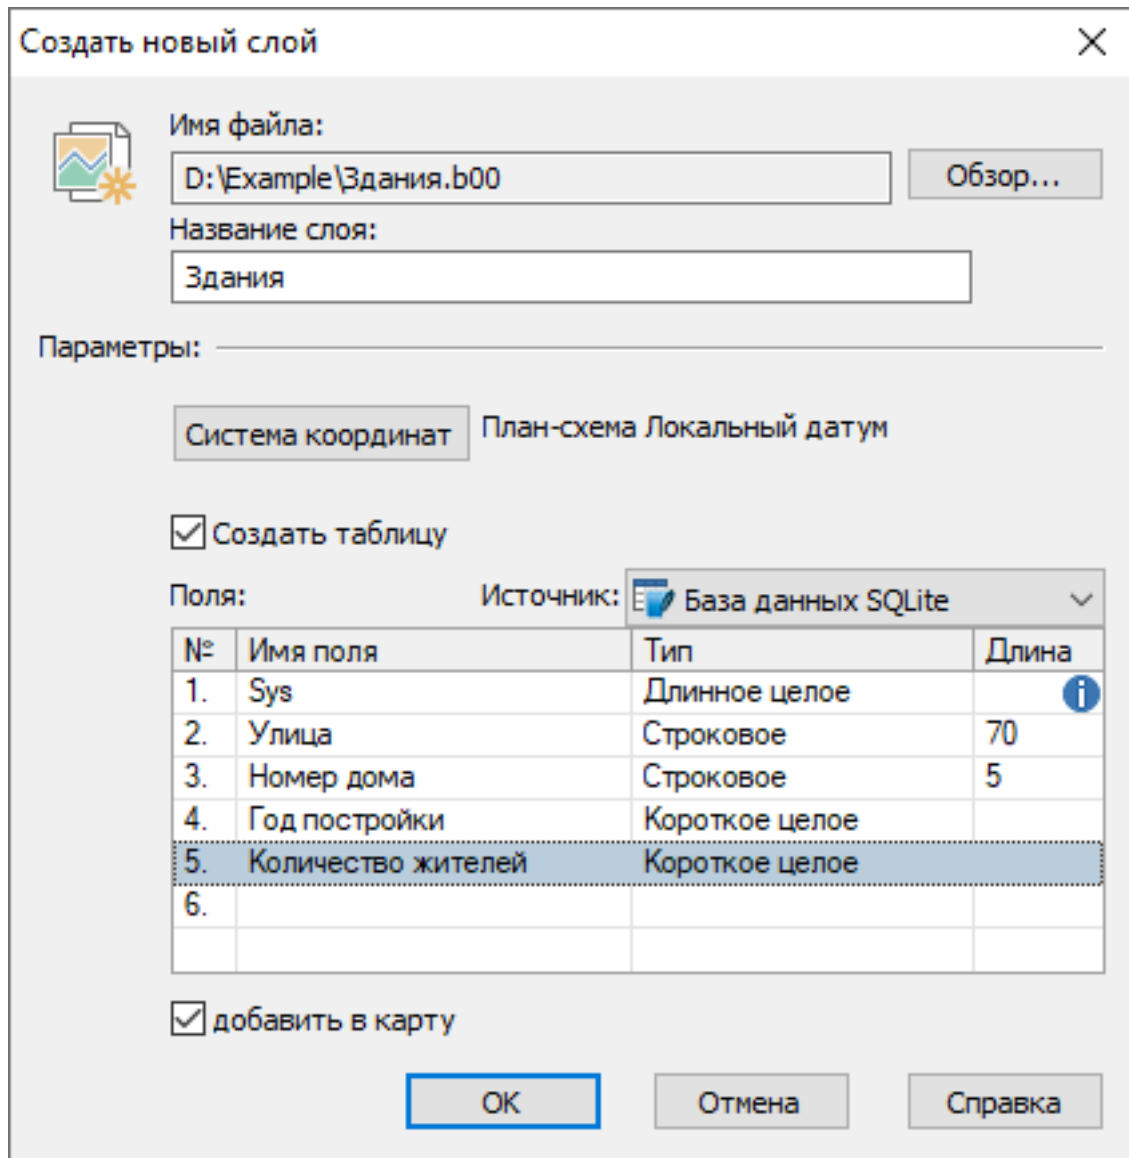 Создать новый слой
Имя файла:
D:\Example\Здания.b00 Обзор...
Название слоя:
Здания
Параметры:
Система координат План-схема Локальный датум
Создать таблицу
Поля: Источник: База данных SQLite
№ Имя поля Тип Длина
1. Sys Длинное целое
2. Улица Строковое 70
3. Номер дома Строковое 5
4. Год постройки Короткое целое
5. Количество жителей Короткое целое
6.
добавить в карту
ОК Отмена Справка